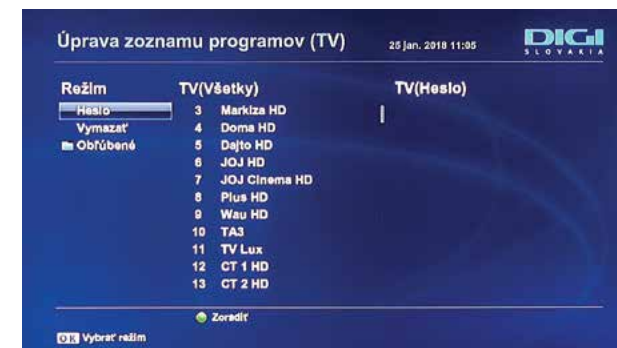 Úprava zoznamu programov (TV)
25 jan. 2018 11:05
DIGI
SLOVAKIA
Režim
Heslo
Vymazať
Obľúbené
TV(Všetky)
3 Markíza HD
4 Doma HD
5 Dajto HD
6 JOJ HD
7 JOJ Cinema HD
8 Plus HD
9 Wau HD
10 TA3
11 TV Lux
12 CT 1 HD
13 CT 2 HD
TV(Heslo)
Zoradiť
OK Vybrať režim